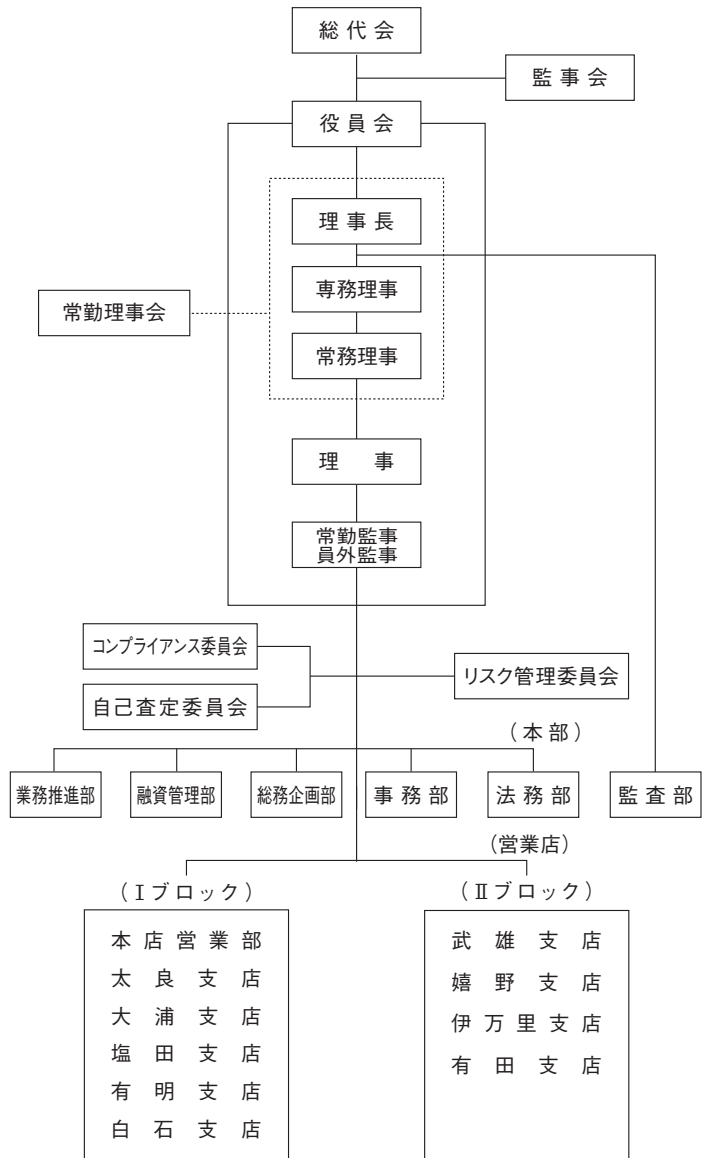 総代会
監事会
役員会
理事長
専務理事
常勤理事会
常務理事
理　事
常勤監事
員外監事
コンプライアンス委員会
リスク管理委員会
自己査定委員会
（本部）
業務推進部
融資管理部
総務企画部
事務部
法務部
監査部
（営業店）
（Ⅰブロック）
本店営業部
太良支店
大浦支店
塩田支店
有明支店
白石支店
（Ⅱブロック）
武雄支店
嬉野支店
伊万里支店
有田支店